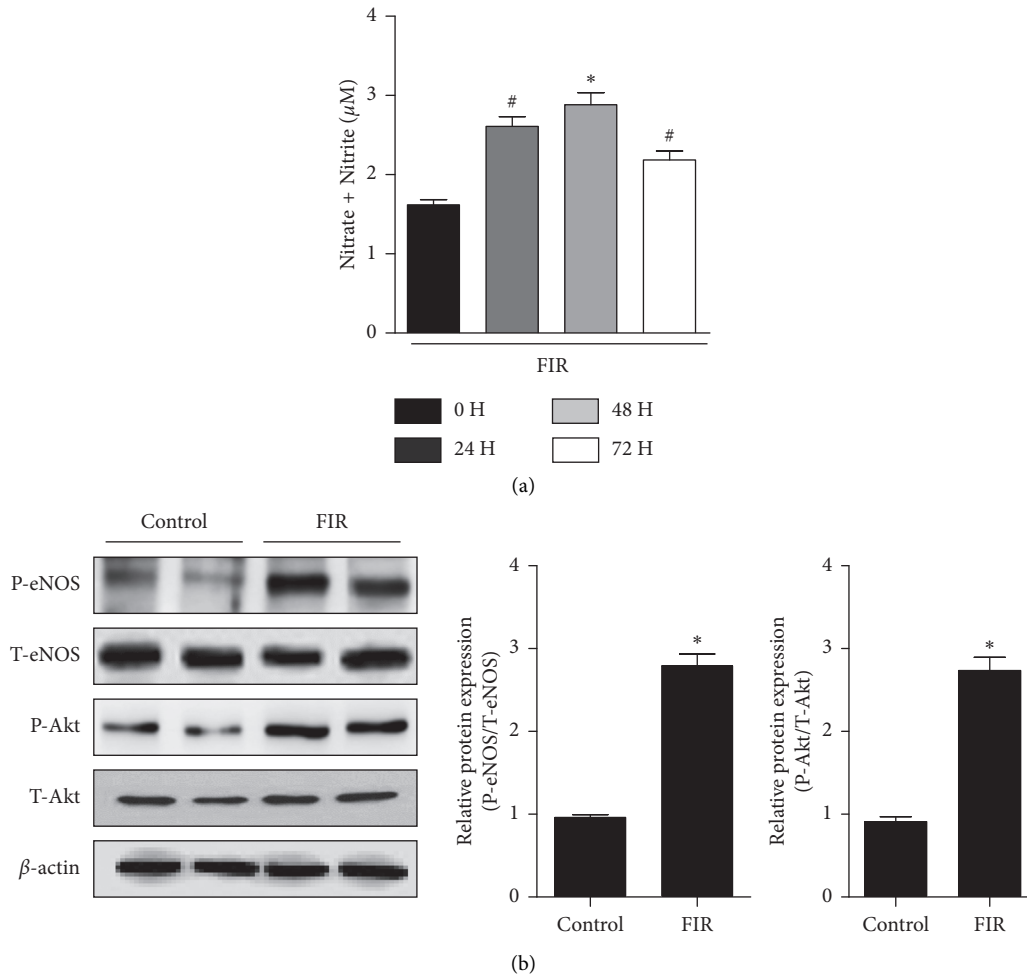 4
3
2
1
0
Nitrate + Nitrite (μM)
#
*
#
FIR
0 H
48 H
24 H
72 H
(a)
Control
FIR
P-eNOS
T-eNOS
P-Akt
T-Akt
β-actin
Relative protein expression
(P-eNOS/T-eNOS)
4
3
2
1
0
*
Control
FIR
Relative protein expression
(P-Akt/T-Akt)
4
3
2
1
0
*
Control
FIR
(b)